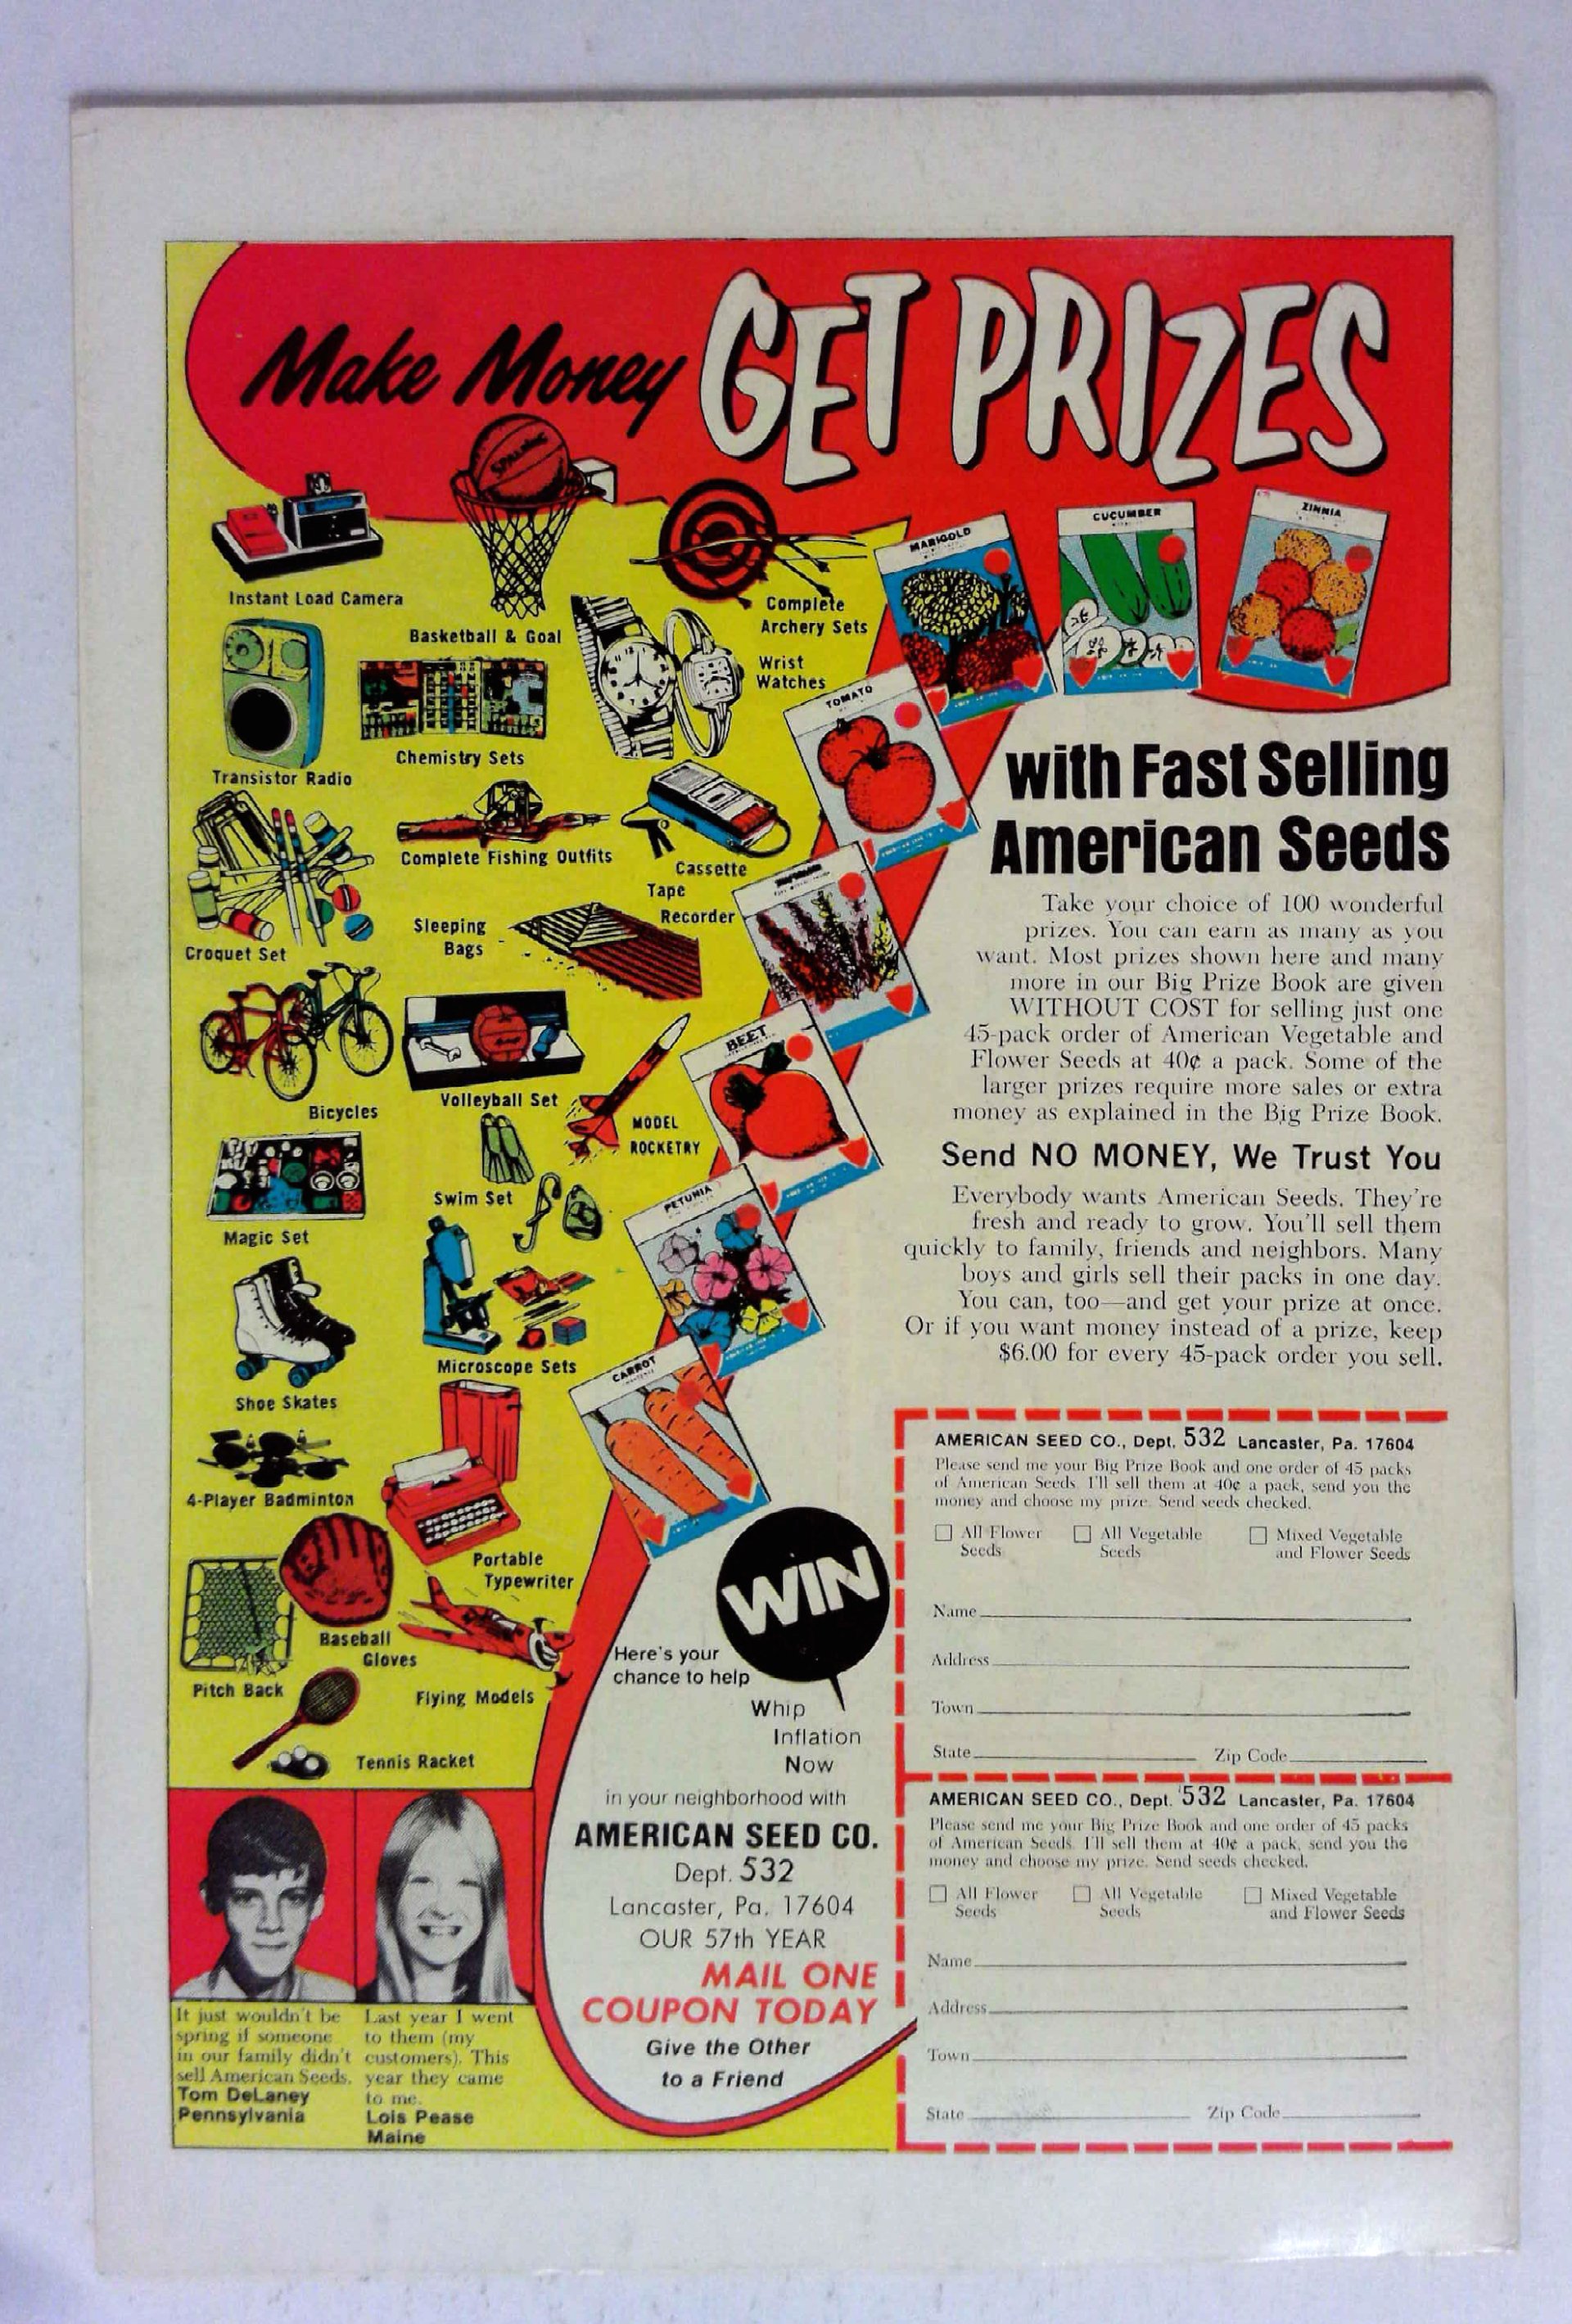 Make Money GET PRIZES
SPALDING
Instant Load Camera
Basketball & Goal
Complete
Archery Sets
Wrist
Watches
Transistor Radio
Chemistry Sets
Complete Fishing Outfits
Cassette
Tape
Recorder
Croquet Set
Sleeping
Bags
Bicycles
Volleyball Set
MODEL
ROCKETRY
Swim Set
Magic Set
Microscope Sets
Shoe Skates
4-Player Badminton
Portable
Typewriter
Baseball
Gloves
Pitch Back
Flying Models
Tennis Racket
MARIGOLD
CUCUMBER
ZINNIA
TOMATO
BEET
PETUNIA
CARROT
with Fast Selling
American Seeds
Take your choice of 100 wonderful
prizes. You can earn as many as you
want. Most prizes shown here and many
more in our Big Prize Book are given
WITHOUT COST for selling just one
45-pack order of American Vegetable and
Flower Seeds at 40¢ a pack. Some of the
larger prizes require more sales or extra
money as explained in the Big Prize Book.
Send NO MONEY, We Trust You
Everybody wants American Seeds. They're
fresh and ready to grow. You'll sell them
quickly to family, friends and neighbors. Many
boys and girls sell their packs in one day.
You can, too—and get your prize at once.
Or if you want money instead of a prize, keep
$6.00 for every 45-pack order you sell.
WIN
Here's your
chance to help
Whip
Inflation
Now
in your neighborhood with
AMERICAN SEED CO.
Dept. 532
Lancaster, Pa. 17604
OUR 57th YEAR
MAIL ONE
COUPON TODAY
Give the Other
to a Friend
It just wouldn't be
spring if someone
in our family didn't
sell American Seeds.
Tom DeLaney
Pennsylvania
Last year I went
to them (my
customers). This
year they came
to me.
Lois Pease
Maine
AMERICAN SEED CO., Dept. 532 Lancaster, Pa. 17604
Please send me your Big Prize Book and one order of 45 packs
of American Seeds. I'll sell them at 40¢ a pack, send you the
money and choose my prize. Send seeds checked.
All Flower
Seeds
All Vegetable
Seeds
Mixed Vegetable
and Flower Seeds
Name
Address
Town
State Zip Code
AMERICAN SEED CO., Dept. 532 Lancaster, Pa. 17604
Please send me your Big Prize Book and one order of 45 packs
of American Seeds. I'll sell them at 40¢ a pack, send you the
money and choose my prize. Send seeds checked.
All Flower
Seeds
All Vegetable
Seeds
Mixed Vegetable
and Flower Seeds
Name
Address
Town
State Zip Code